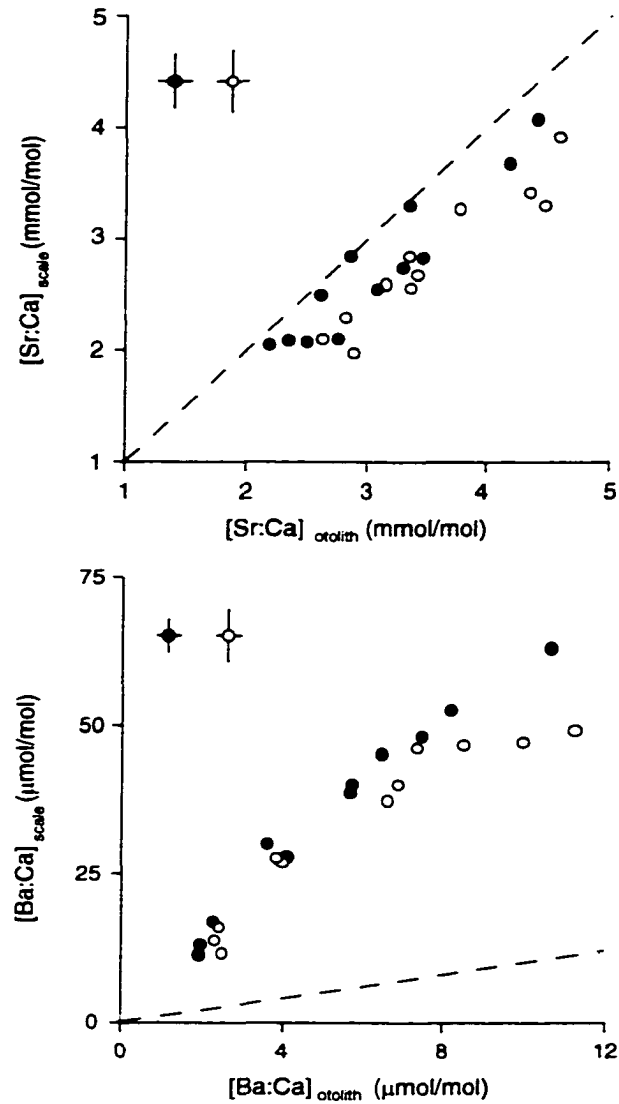 5
4
3
2
1
[Sr:Ca] scale (mmol/mol)
1 2 3 4 5
[Sr:Ca] otolith (mmol/mol)
75
50
25
0
[Ba:Ca] scale (µmol/mol)
0 4 8 12
[Ba:Ca] otolith (µmol/mol)